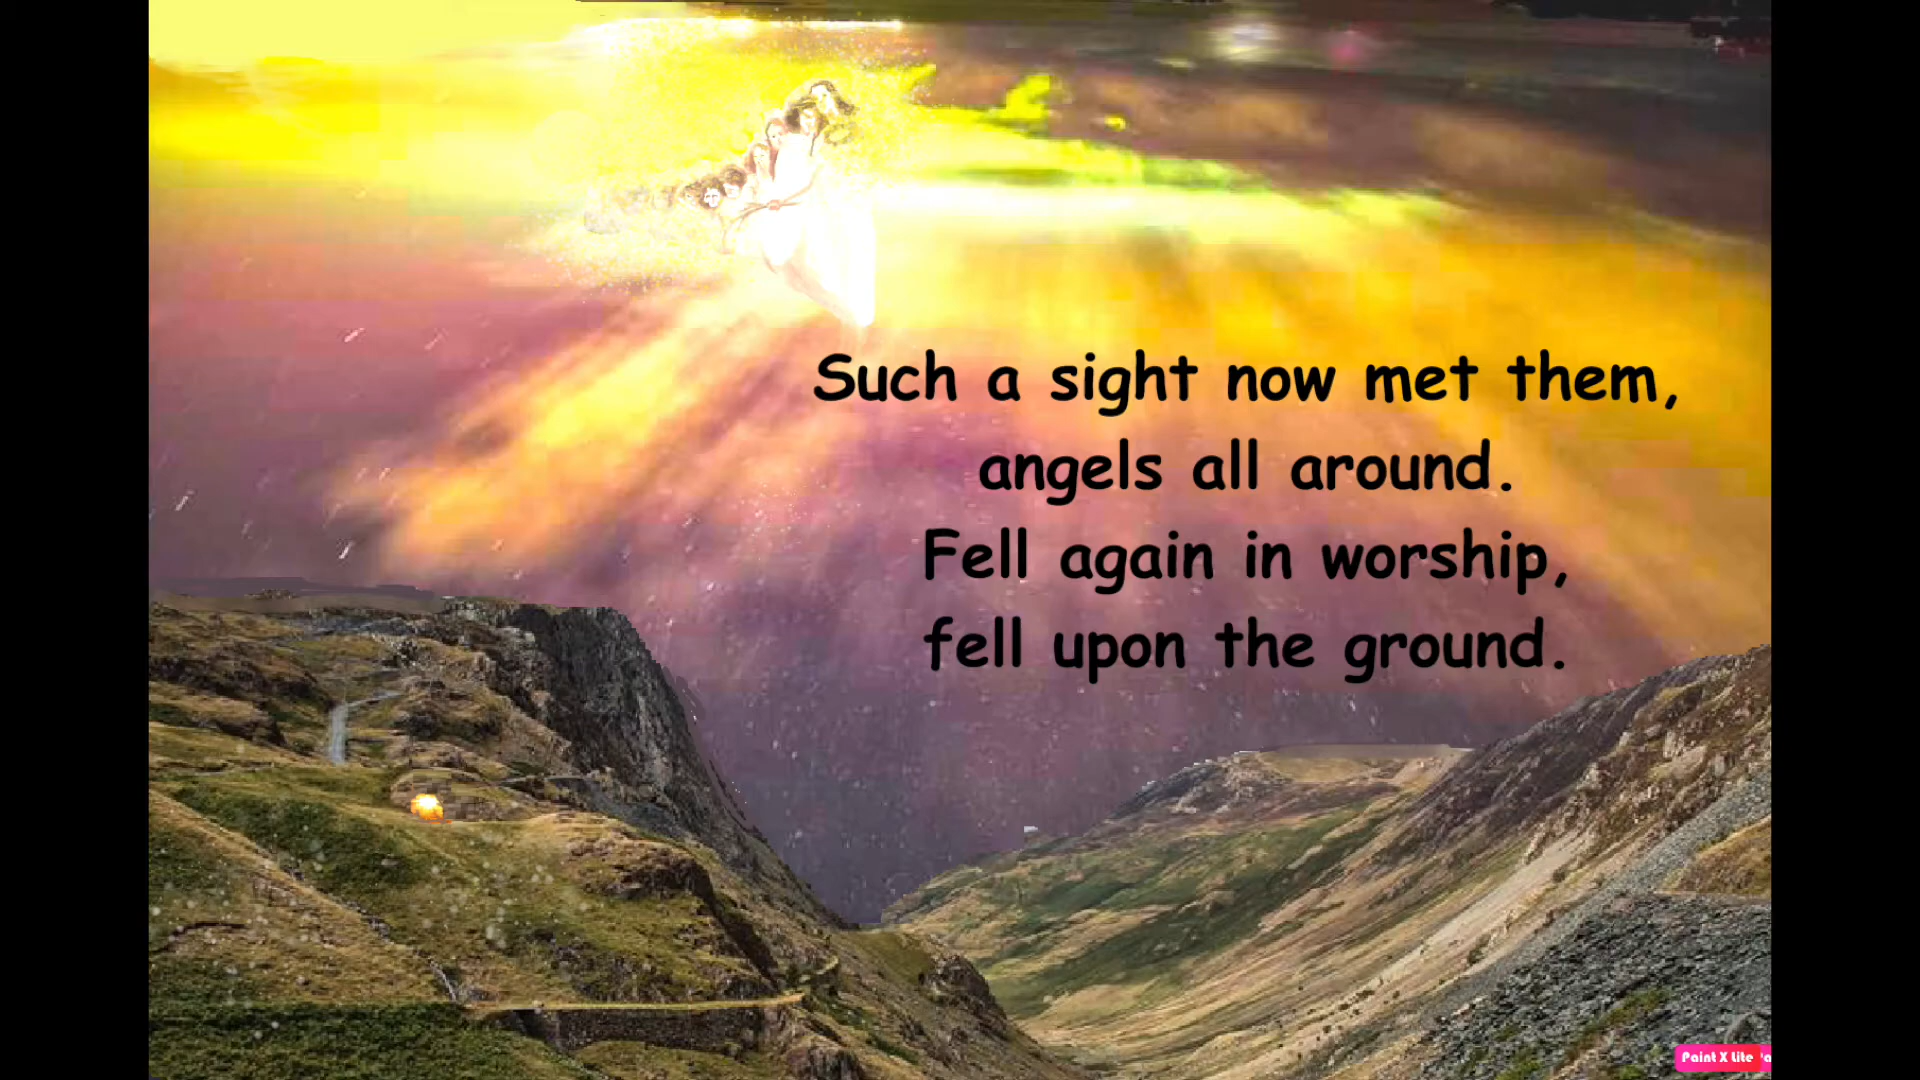 Such a sight now met them,
angels all around.
Fell again in worship,
fell upon the ground.
Paint X Lite